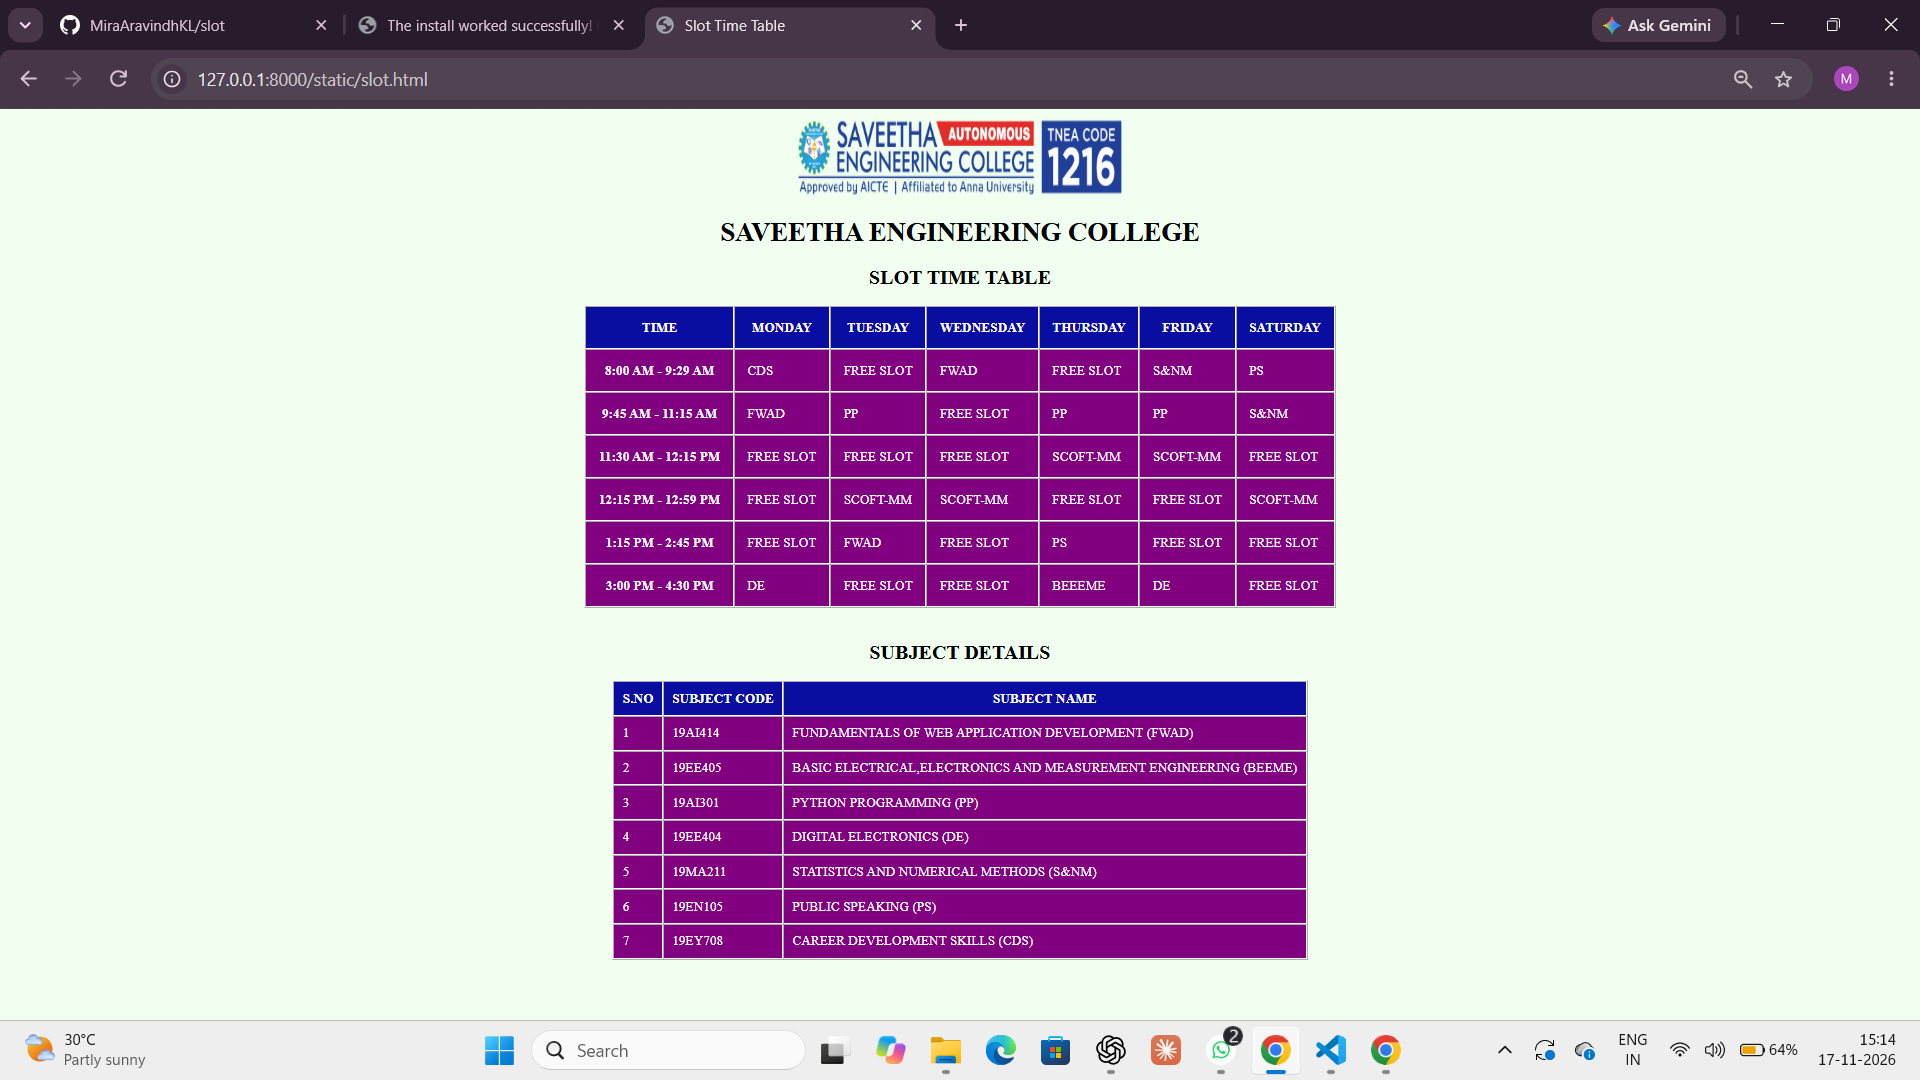 MiraAravindhKL/slot
The install worked successfully!
Slot Time Table
Ask Gemini
127.0.0.1:8000/static/slot.html
M
SAVEETHA AUTONOMOUS
ENGINEERING COLLEGE
Approved by AICTE | Affiliated to Anna University
TNEA CODE
1216
SAVEETHA ENGINEERING COLLEGE
SLOT TIME TABLE
TIME MONDAY TUESDAY WEDNESDAY THURSDAY FRIDAY SATURDAY
8:00 AM - 9:29 AM CDS FREE SLOT FWAD FREE SLOT S&NM PS
9:45 AM - 11:15 AM FWAD PP FREE SLOT PP PP S&NM
11:30 AM - 12:15 PM FREE SLOT FREE SLOT FREE SLOT SCOFT-MM SCOFT-MM FREE SLOT
12:15 PM - 12:59 PM FREE SLOT SCOFT-MM SCOFT-MM FREE SLOT FREE SLOT SCOFT-MM
1:15 PM - 2:45 PM FREE SLOT FWAD FREE SLOT PS FREE SLOT FREE SLOT
3:00 PM - 4:30 PM DE FREE SLOT FREE SLOT BEEEME DE FREE SLOT
SUBJECT DETAILS
S.NO SUBJECT CODE SUBJECT NAME
1 19AI414 FUNDAMENTALS OF WEB APPLICATION DEVELOPMENT (FWAD)
2 19EE405 BASIC ELECTRICAL,ELECTRONICS AND MEASUREMENT ENGINEERING (BEEME)
3 19AI301 PYTHON PROGRAMMING (PP)
4 19EE404 DIGITAL ELECTRONICS (DE)
5 19MA211 STATISTICS AND NUMERICAL METHODS (S&NM)
6 19EN105 PUBLIC SPEAKING (PS)
7 19EY708 CAREER DEVELOPMENT SKILLS (CDS)
30°C
Partly sunny
Search
2
ENG
IN
64%
15:14
17-11-2026